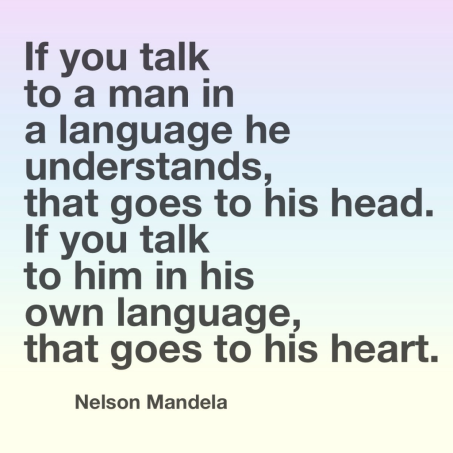 If you talk
to a man in
a language he
understands,
that goes to his head.
If you talk
to him in his
own language,
that goes to his heart.
Nelson Mandela